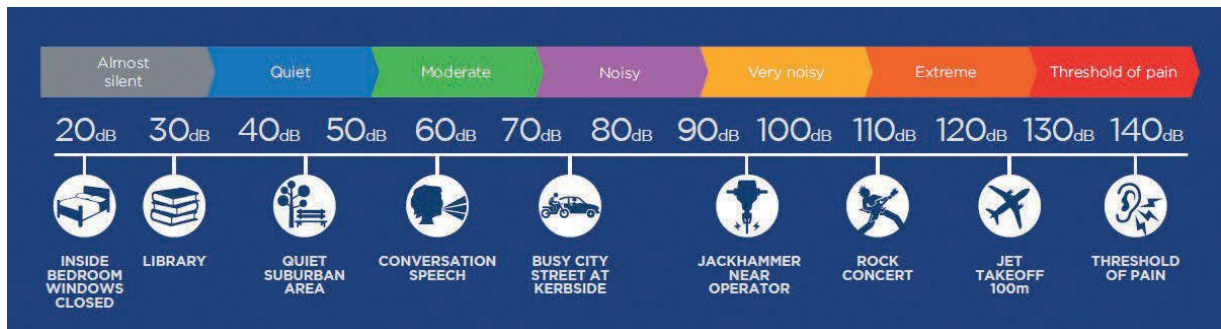 Almost
silent
Quiet
Moderate
Noisy
Very noisy
Extreme
Threshold of pain
20dB 30dB 40dB 50dB 60dB 70dB 80dB 90dB 100dB 110dB 120dB 130dB 140dB
INSIDE
BEDROOM
WINDOWS
CLOSED
LIBRARY
QUIET
SUBURBAN
AREA
CONVERSATION
SPEECH
BUSY CITY
STREET AT
KERBSIDE
JACKHAMMER
NEAR
OPERATOR
ROCK
CONCERT
JET
TAKEOFF
100m
THRESHOLD
OF PAIN